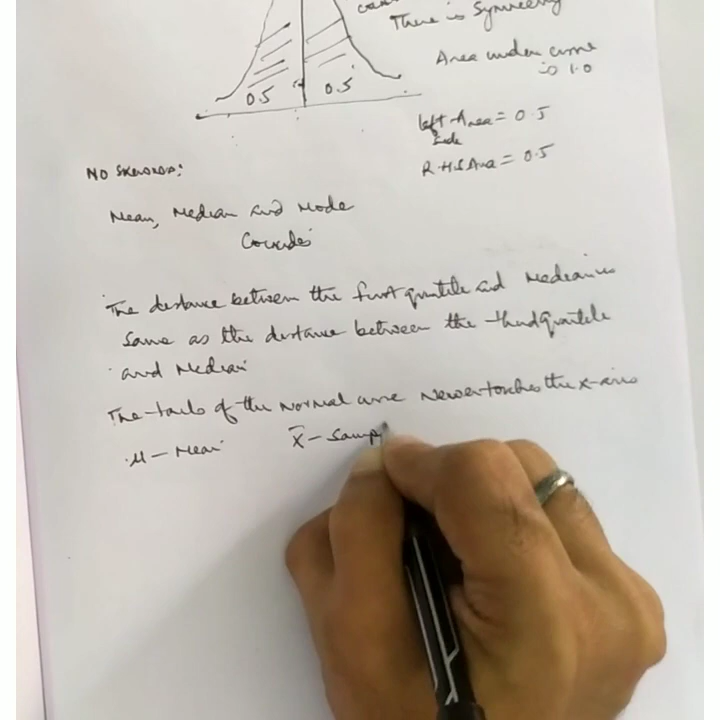 There is Symmetry
Area under curve
is 1.0
0.5 0.5
Left Area = 0.5
Side
R.H.S Area = 0.5
NO SKEWNESS:
Mean, Median and Mode
Coincides
The distance between the first quartile and Median is
same as the distance between the third quartile
and Median
The tails of the Normal curve Never touches the x-axis
μ - Mean x̄ - Samp